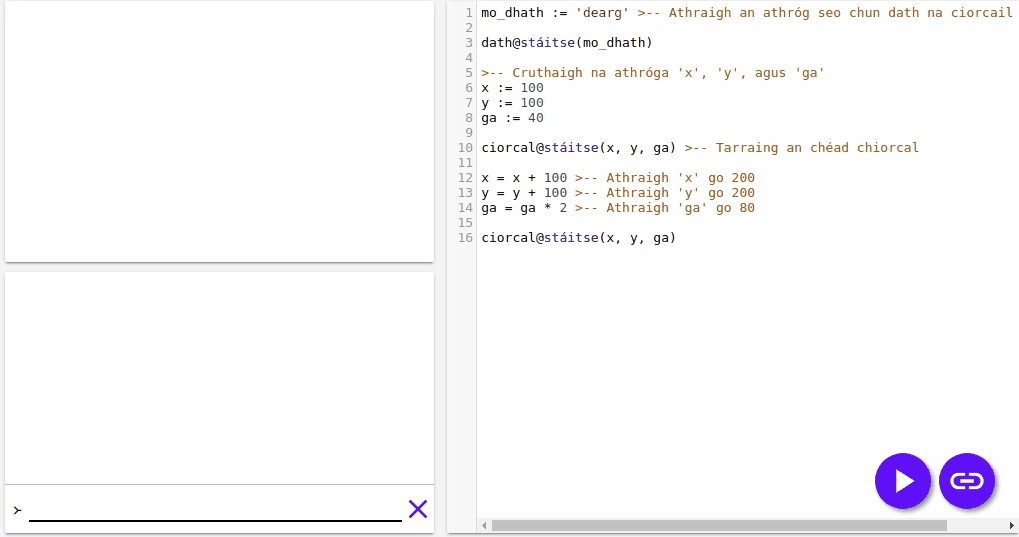 1 mo_dhath := 'dearg' >-- Athraigh an athróg seo chun dath na ciorcail
2
3 dath@stáitse(mo_dhath)
4
5 >-- Cruthaigh na athróga 'x', 'y', agus 'ga'
6 x := 100
7 y := 100
8 ga := 40
9
10 ciorcal@stáitse(x, y, ga) >-- Tarraing an chéad chiorcal
11
12 x = x + 100 >-- Athraigh 'x' go 200
13 y = y + 100 >-- Athraigh 'y' go 200
14 ga = ga * 2 >-- Athraigh 'ga' go 80
15
16 ciorcal@stáitse(x, y, ga)